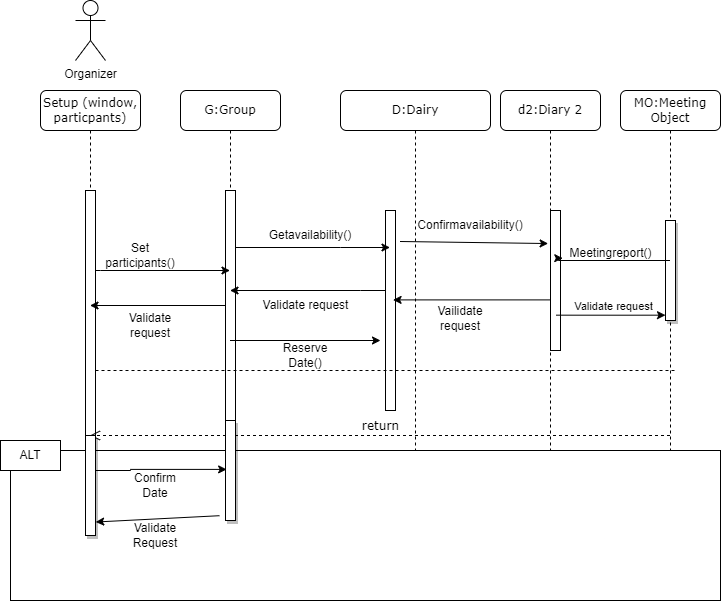 Organizer
Setup (window,
particpants)
G:Group
D:Dairy
d2:Diary 2
MO:Meeting
Object
Confirmavailability()
Getavailability()
Set
participants()
Meetingreport()
Validate request
Validate request
Vailidate
request
Validate
request
Reserve
Date()
return
ALT
Confirm
Date
Validate
Request